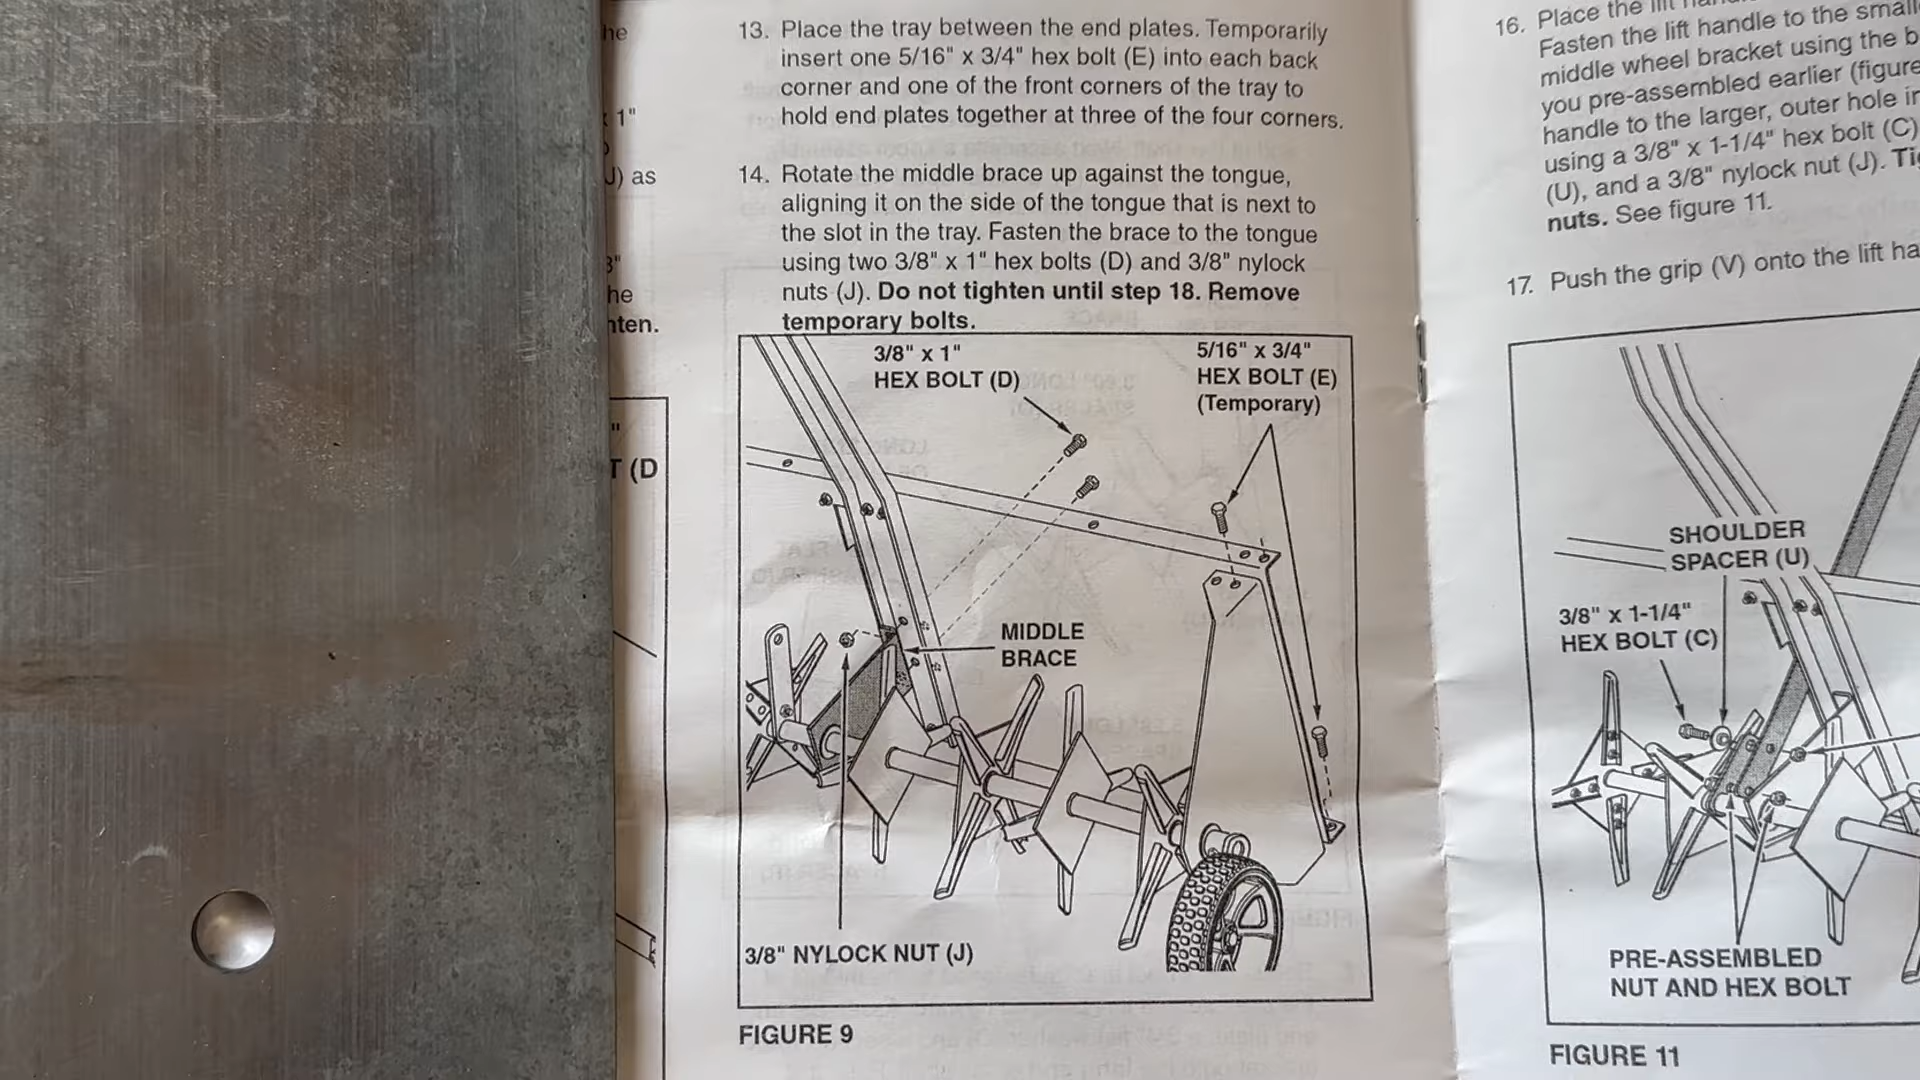 he
1"
J) as
3"
he
ten.
"
T (D
13. Place the tray between the end plates. Temporarily
insert one 5/16" x 3/4" hex bolt (E) into each back
corner and one of the front corners of the tray to
hold end plates together at three of the four corners.
14. Rotate the middle brace up against the tongue,
aligning it on the side of the tongue that is next to
the slot in the tray. Fasten the brace to the tongue
using two 3/8" x 1" hex bolts (D) and 3/8" nylock
nuts (J). Do not tighten until step 18. Remove
temporary bolts.
3/8" x 1"
HEX BOLT (D)
5/16" x 3/4"
HEX BOLT (E)
(Temporary)
MIDDLE
BRACE
3/8" NYLOCK NUT (J)
FIGURE 9
16. Place the lift
Fasten the lift handle to the small
middle wheel bracket using the b
you pre-assembled earlier (figure
handle to the larger, outer hole in
using a 3/8" x 1-1/4" hex bolt (C)
(U), and a 3/8" nylock nut (J). Ti
nuts. See figure 11.
17. Push the grip (V) onto the lift ha
SHOULDER
SPACER (U)
3/8" x 1-1/4"
HEX BOLT (C)
PRE-ASSEMBLED
NUT AND HEX BOLT
FIGURE 11